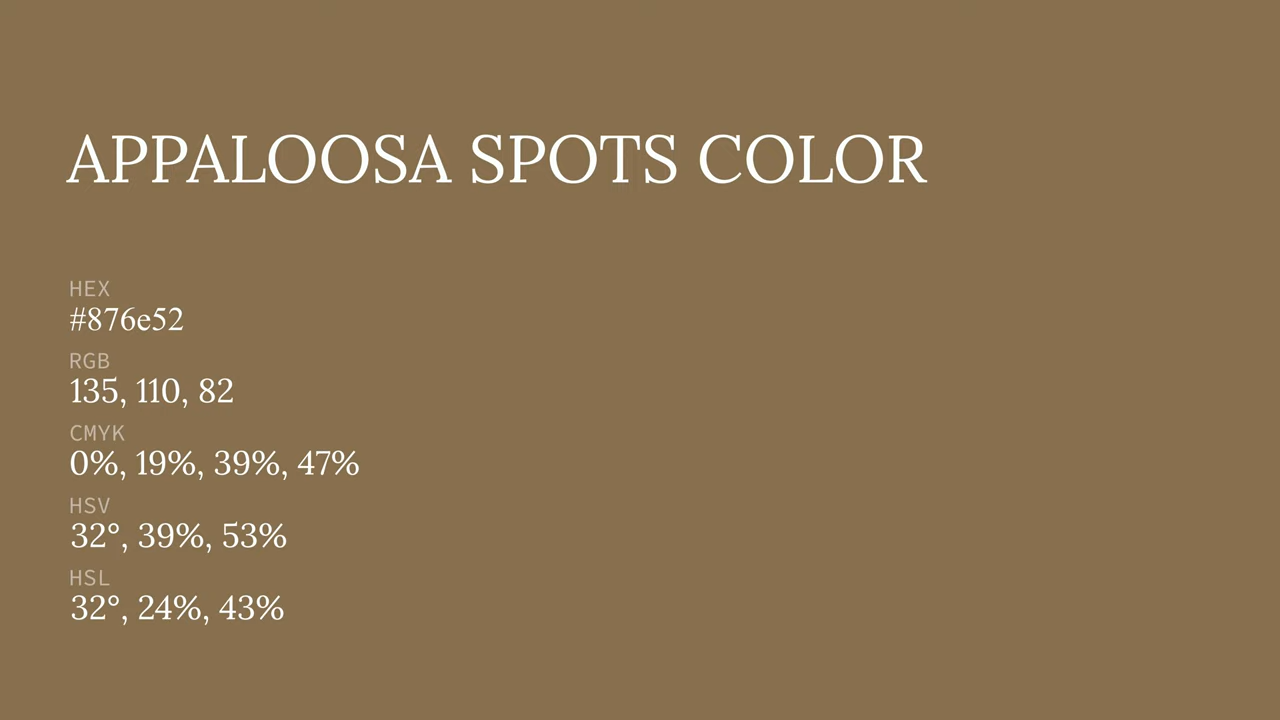 APPALOOSA SPOTS COLOR
HEX
#876e52
RGB
135, 110, 82
CMYK
0%, 19%, 39%, 47%
HSV
32°, 39%, 53%
HSL
32°, 24%, 43%